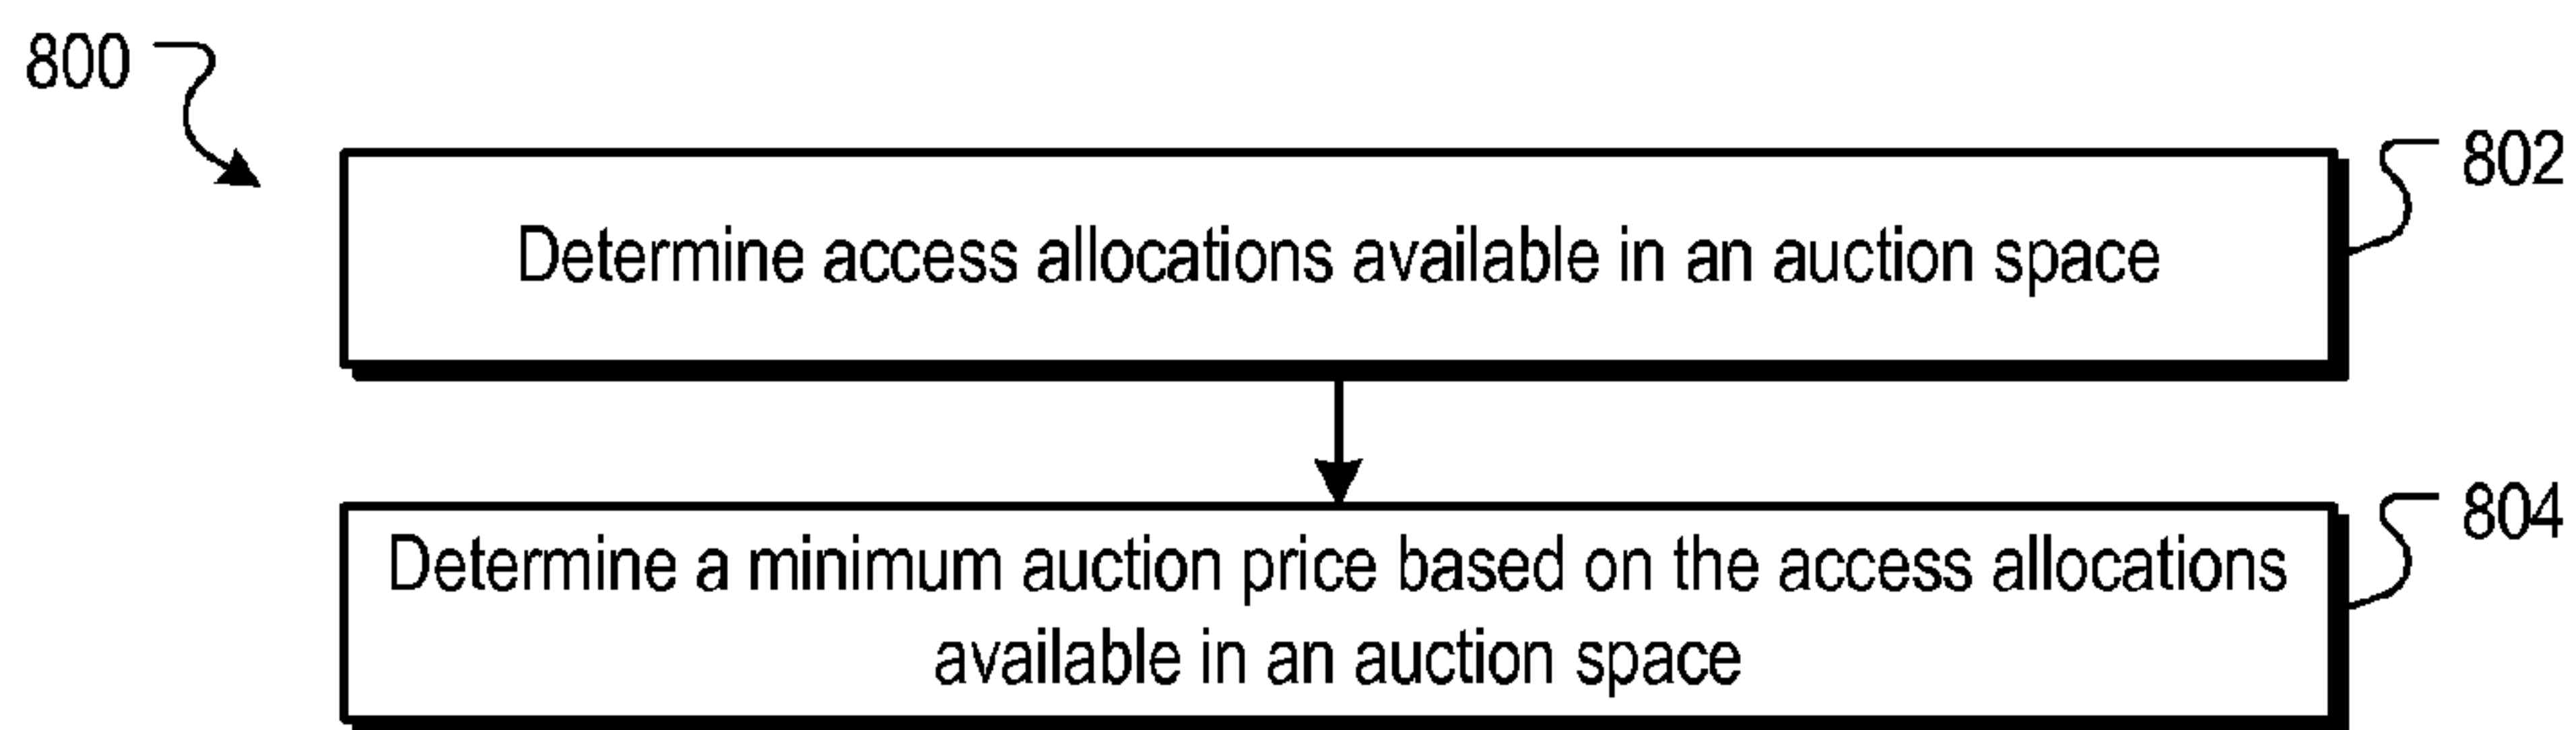 800
802
Determine access allocations available in an auction space
804
Determine a minimum auction price based on the access allocations
available in an auction space